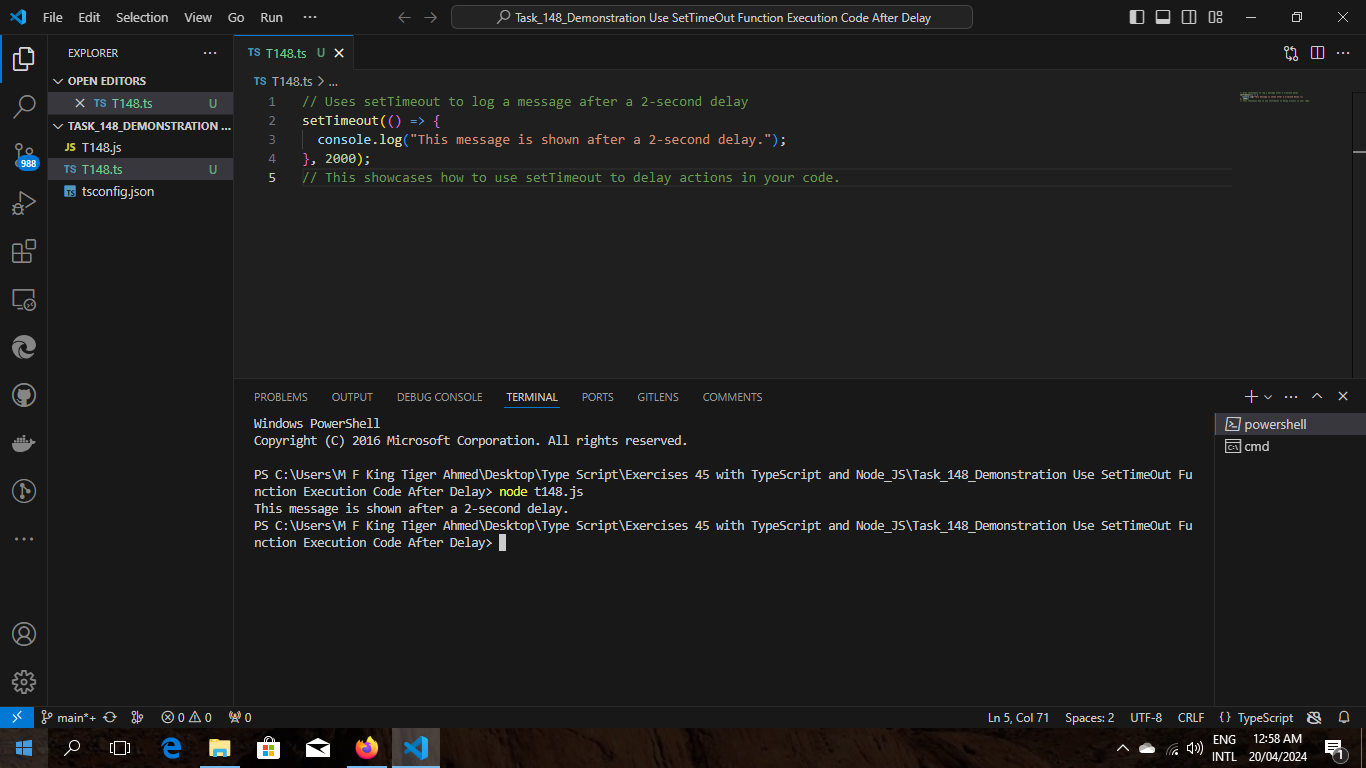 File Edit Selection View Go Run ···
Task_148_Demonstration Use SetTimeOut Function Execution Code After Delay
EXPLORER
OPEN EDITORS
TS T148.ts U
TASK_148_DEMONSTRATION ...
JS T148.js
TS T148.ts U
TS tsconfig.json
988
TS T148.ts U
TS T148.ts > ...
1 // Uses setTimeout to log a message after a 2-second delay
2 setTimeout(() => {
3 console.log("This message is shown after a 2-second delay.");
4 }, 2000);
5 // This showcases how to use setTimeout to delay actions in your code.
PROBLEMS OUTPUT DEBUG CONSOLE TERMINAL PORTS GITLENS COMMENTS
Windows PowerShell
Copyright (C) 2016 Microsoft Corporation. All rights reserved.
PS C:\Users\M F King Tiger Ahmed\Desktop\Type Script\Exercises 45 with TypeScript and Node_JS\Task_148_Demonstration Use SetTimeOut Fu
nction Execution Code After Delay> node t148.js
This message is shown after a 2-second delay.
PS C:\Users\M F King Tiger Ahmed\Desktop\Type Script\Exercises 45 with TypeScript and Node_JS\Task_148_Demonstration Use SetTimeOut Fu
nction Execution Code After Delay>
powershell
cmd
main*+ 0 0 0 Ln 5, Col 71 Spaces: 2 UTF-8 CRLF {} TypeScript
ENG
INTL
12:58 AM
20/04/2024
1